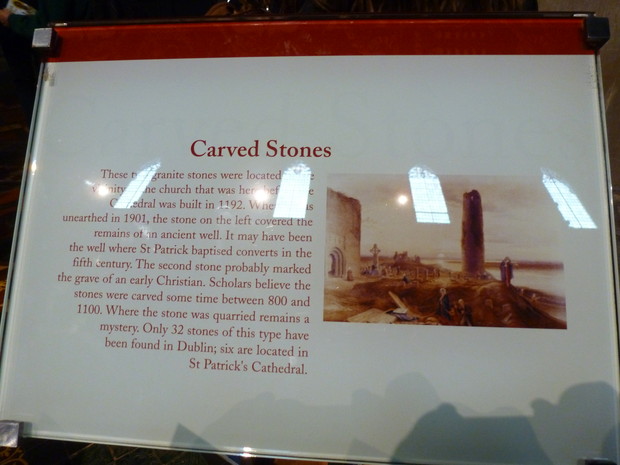 Carved Stones
These two granite stones were located
the church that was here
Cathedral was built in 1192.
unearthed in 1901, the stone on the left covered the
remains of an ancient well. It may have been
the well where St Patrick baptised converts in the
fifth century. The second stone probably marked
the grave of an early Christian. Scholars believe the
stones were carved some time between 800 and
1100. Where the stone was quarried remains a
mystery. Only 32 stones of this type have
been found in Dublin; six are located in
St Patrick's Cathedral.